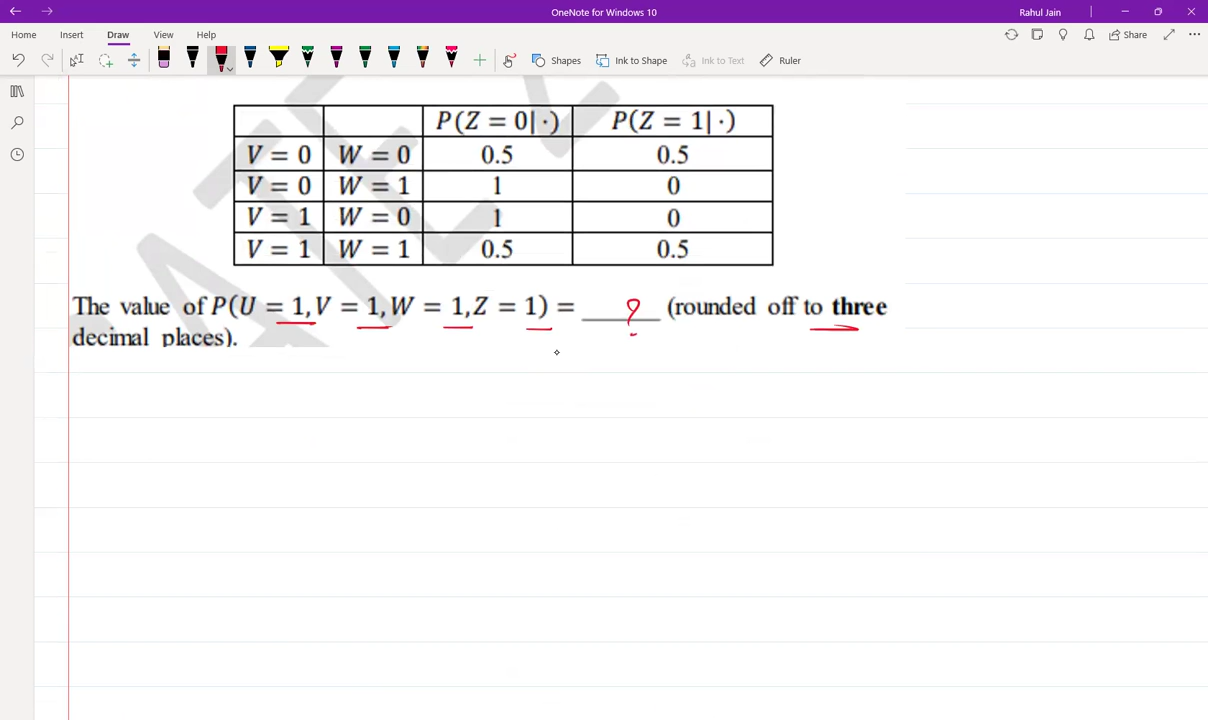 OneNote for Windows 10
Rahul Jain
Home Insert Draw View Help
Share
Shapes Ink to Shape Ink to Text Ruler
P(Z = 0| ·) P(Z = 1| ·)
V = 0 W = 0 0.5 0.5
V = 0 W = 1 1 0
V = 1 W = 0 1 0
V = 1 W = 1 0.5 0.5
The value of P(U = 1, V = 1, W = 1, Z = 1) = ______ ? (rounded off to three
decimal places).